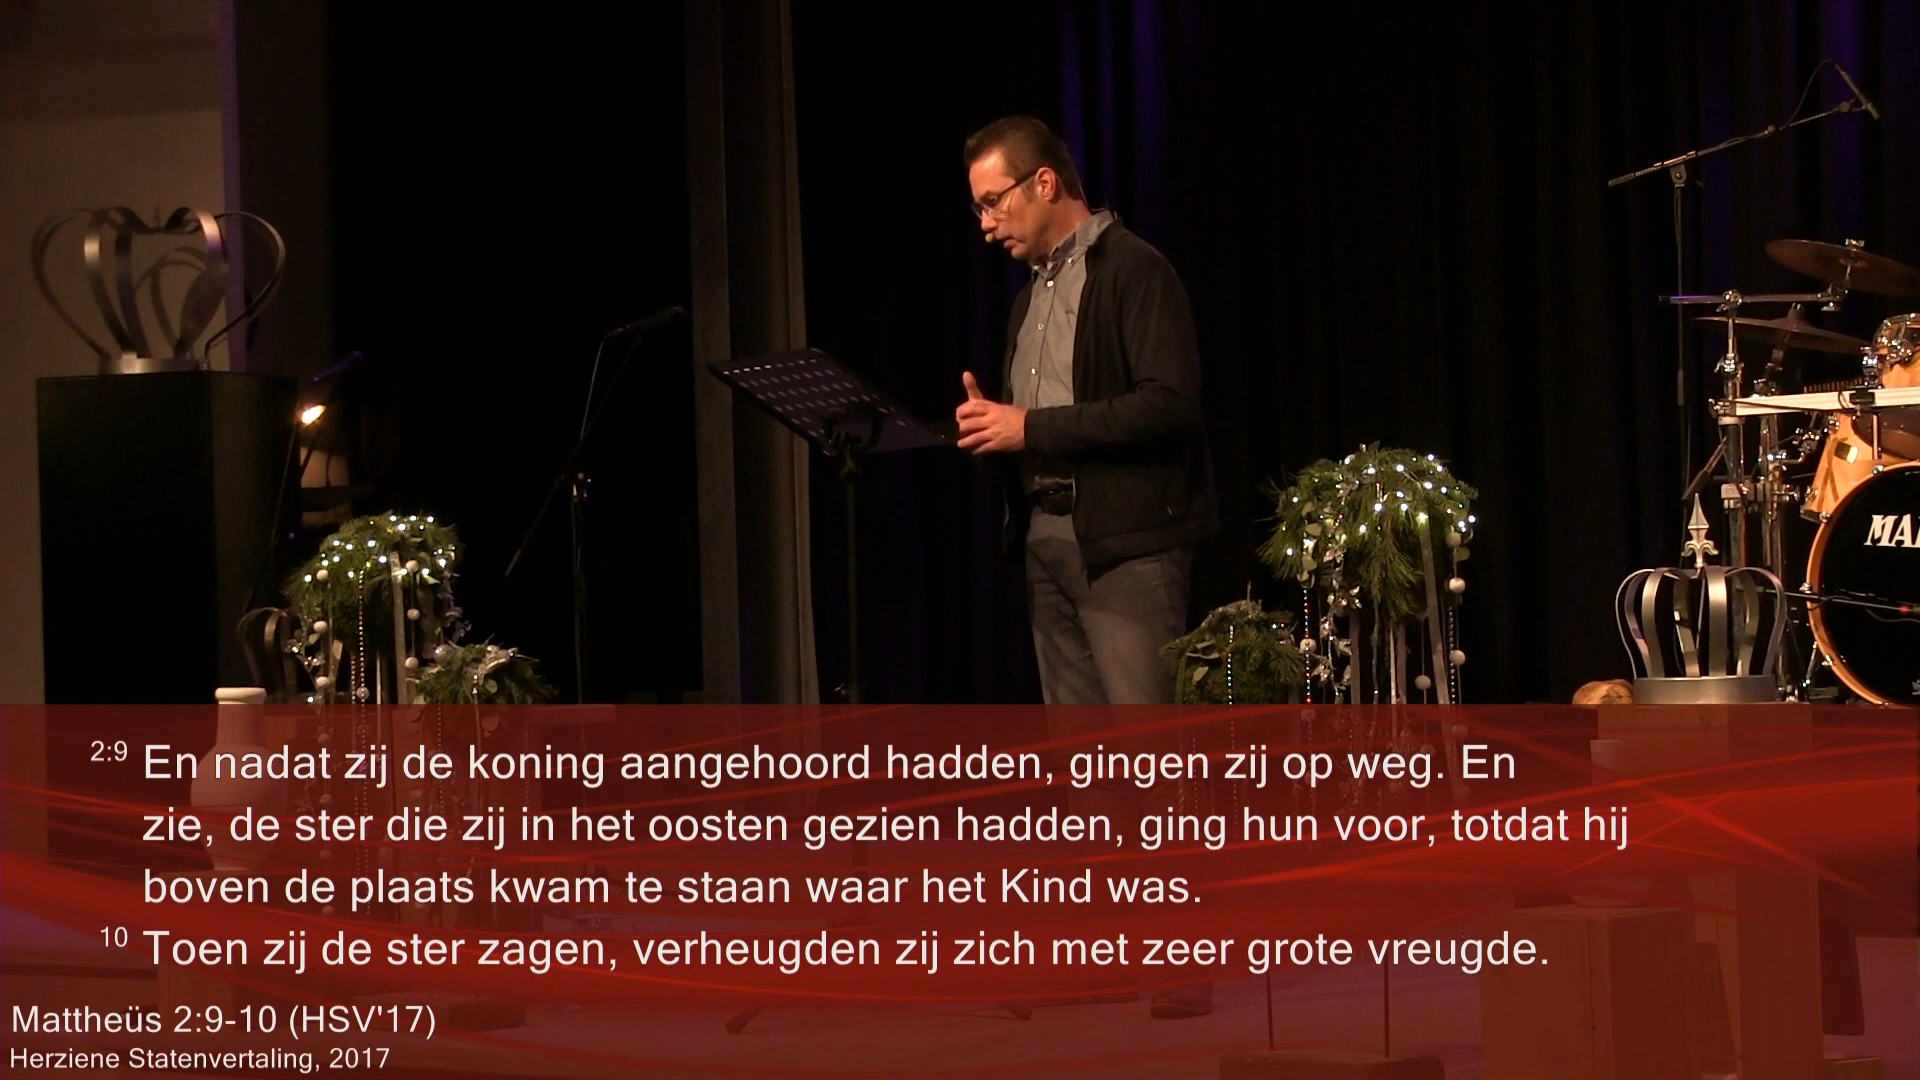 MA
2:9 En nadat zij de koning aangehoord hadden, gingen zij op weg. En
zie, de ster die zij in het oosten gezien hadden, ging hun voor, totdat hij
boven de plaats kwam te staan waar het Kind was.
10 Toen zij de ster zagen, verheugden zij zich met zeer grote vreugde.
Mattheüs 2:9-10 (HSV'17)
Herziene Statenvertaling, 2017